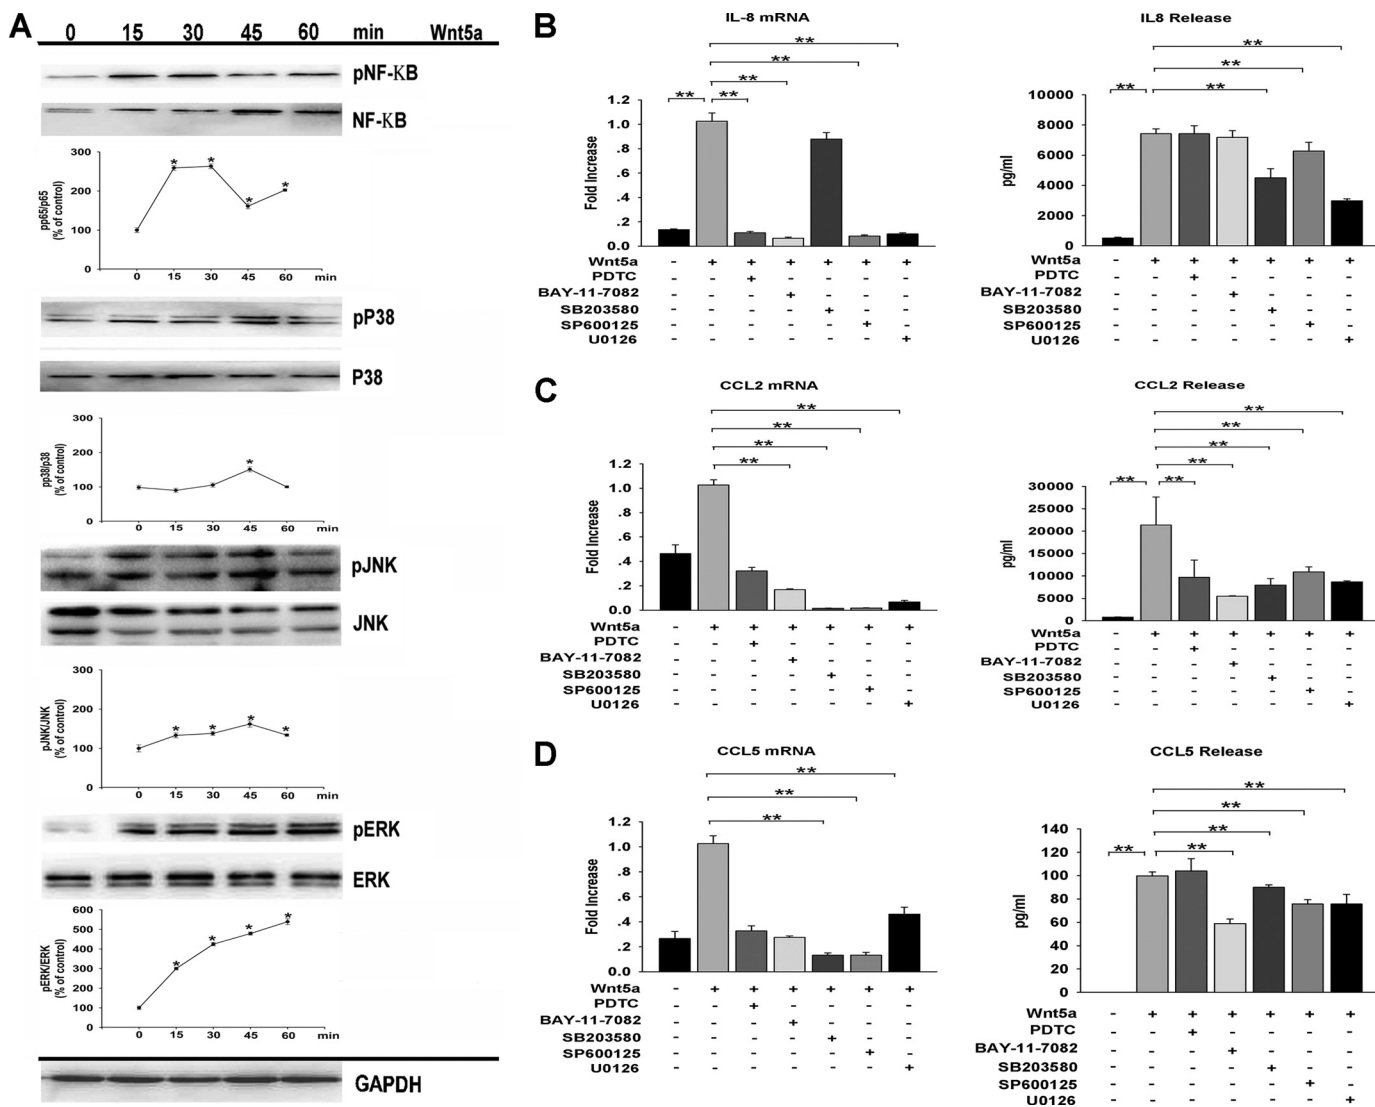 A
0 15 30 45 60 min Wnt5a
pNF-KB
NF-KB
300
200
100
0
pp65/p65
(% of control)
* * * *
0 15 30 45 60 min
pP38
P38
300
200
100
0
pp38/p38
(% of control)
*
0 15 30 45 60 min
pJNK
JNK
300
200
100
0
pJNK/JNK
(% of control)
* * * *
0 15 30 45 60 min
pERK
ERK
600
500
400
300
200
100
0
pERK/ERK
(% of control)
* * * *
0 15 30 45 60 min
GAPDH
B
IL-8 mRNA
** ** ** ** **
1.2
1.0
.8
.6
.4
.2
0.0
Fold Increase
Wnt5a - + + + + + +
PDTC - - + - - - -
BAY-11-7082 - - - + - - -
SB203580 - - - - + - -
SP600125 - - - - - + -
U0126 - - - - - - +
IL8 Release
** ** ** **
10000
8000
6000
4000
2000
0
pg/ml
Wnt5a - + + + + + +
PDTC - - + - - - -
BAY-11-7082 - - - + - - -
SB203580 - - - - + - -
SP600125 - - - - - + -
U0126 - - - - - - +
C
CCL2 mRNA
** ** ** **
1.2
1.0
.8
.6
.4
.2
0.0
Fold Increase
Wnt5a - + + + + + +
PDTC - - + - - - -
BAY-11-7082 - - - + - - -
SB203580 - - - - + - -
SP600125 - - - - - + -
U0126 - - - - - - +
CCL2 Release
** ** ** ** ** **
30000
25000
20000
15000
10000
5000
0
pg/ml
Wnt5a - + + + + + +
PDTC - - + - - - -
BAY-11-7082 - - - + - - -
SB203580 - - - - + - -
SP600125 - - - - - + -
U0126 - - - - - - +
D
CCL5 mRNA
** ** **
1.2
1.0
.8
.6
.4
.2
0.0
Fold Increase
Wnt5a - + + + + + +
PDTC - - + - - - -
BAY-11-7082 - - - + - - -
SB203580 - - - - + - -
SP600125 - - - - - + -
U0126 - - - - - - +
CCL5 Release
** ** ** ** **
140
120
100
80
60
40
20
0
pg/ml
Wnt5a - + + + + + +
PDTC - - + - - - -
BAY-11-7082 - - - + - - -
SB203580 - - - - + - -
SP600125 - - - - - + -
U0126 - - - - - - +